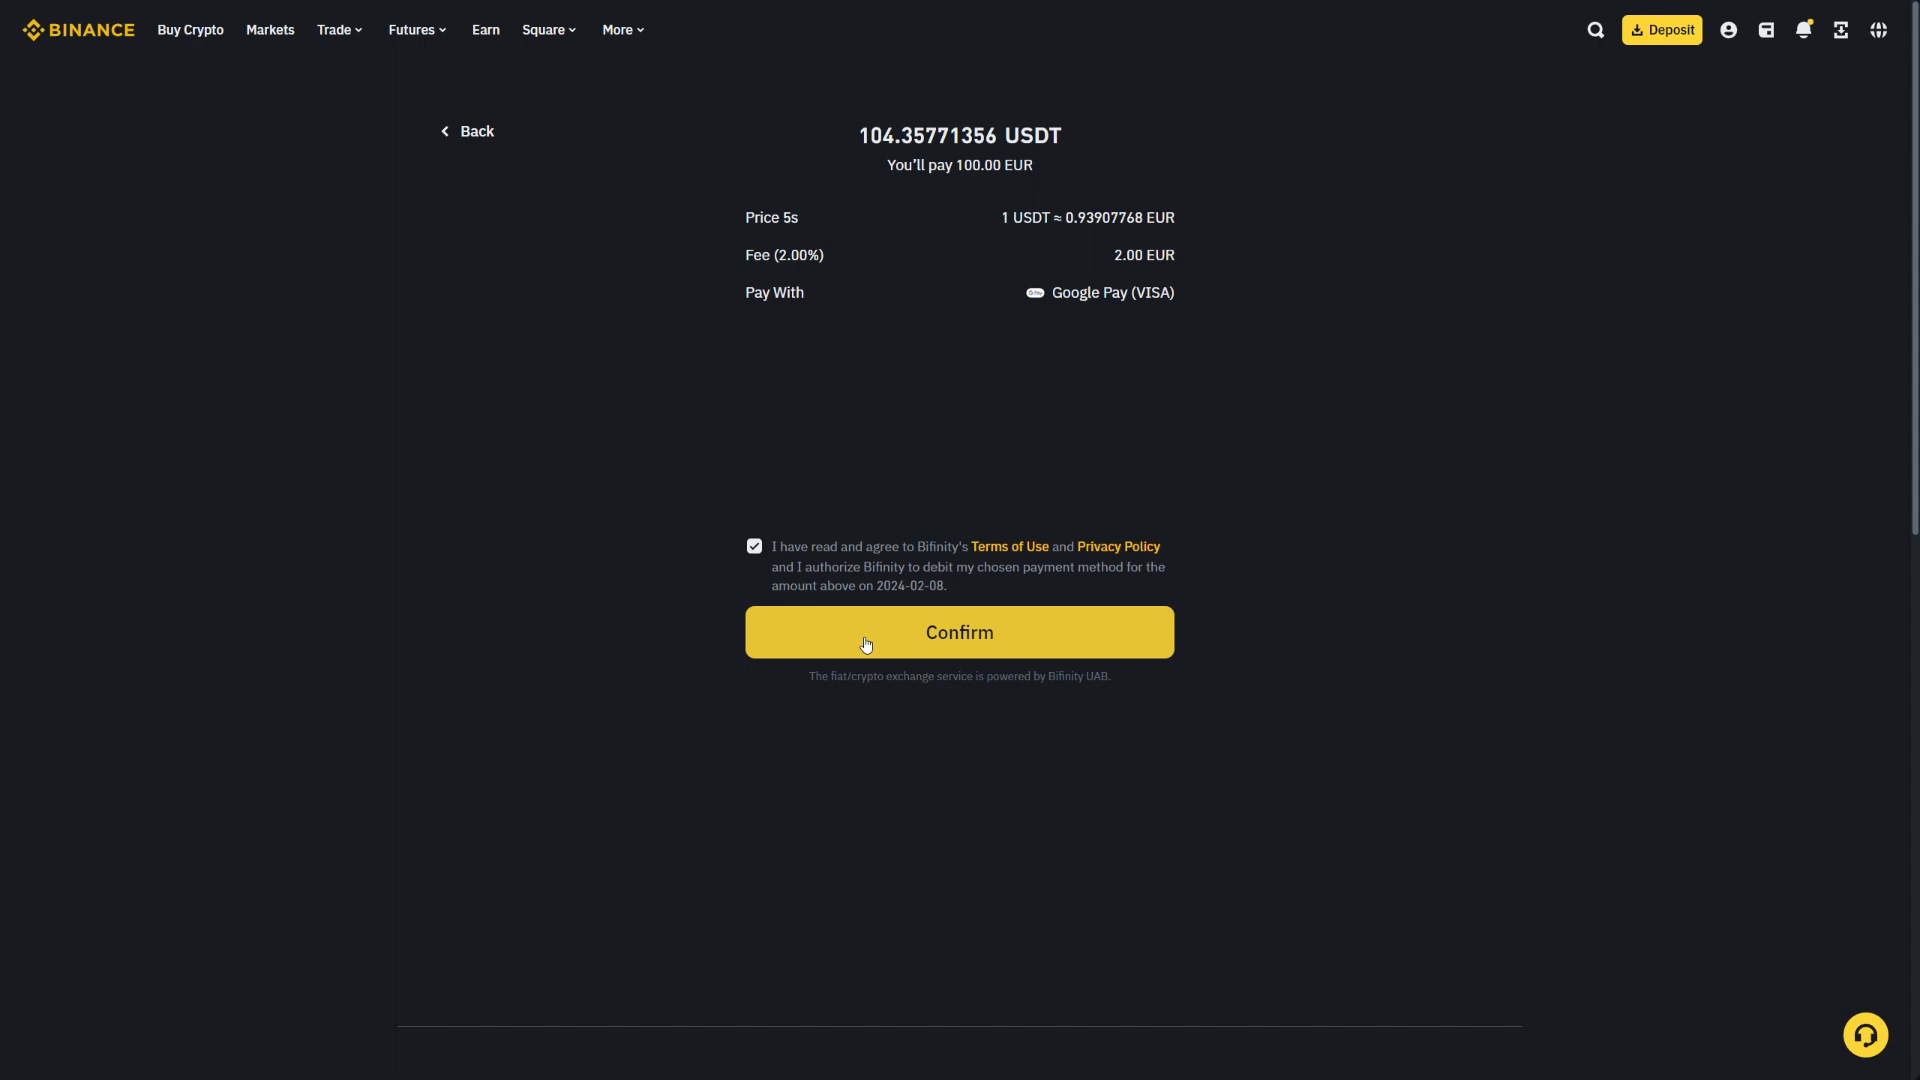 BINANCE Buy Crypto Markets Trade Futures Earn Square More Deposit
Back
104.35771356 USDT
You'll pay 100.00 EUR
Price 5s 1 USDT ≈ 0.93907768 EUR
Fee (2.00%) 2.00 EUR
Pay With G Pay Google Pay (VISA)
I have read and agree to Bifinity's Terms of Use and Privacy Policy
and I authorize Bifinity to debit my chosen payment method for the
amount above on 2024-02-08.
Confirm
The fiat/crypto exchange service is powered by Bifinity UAB.